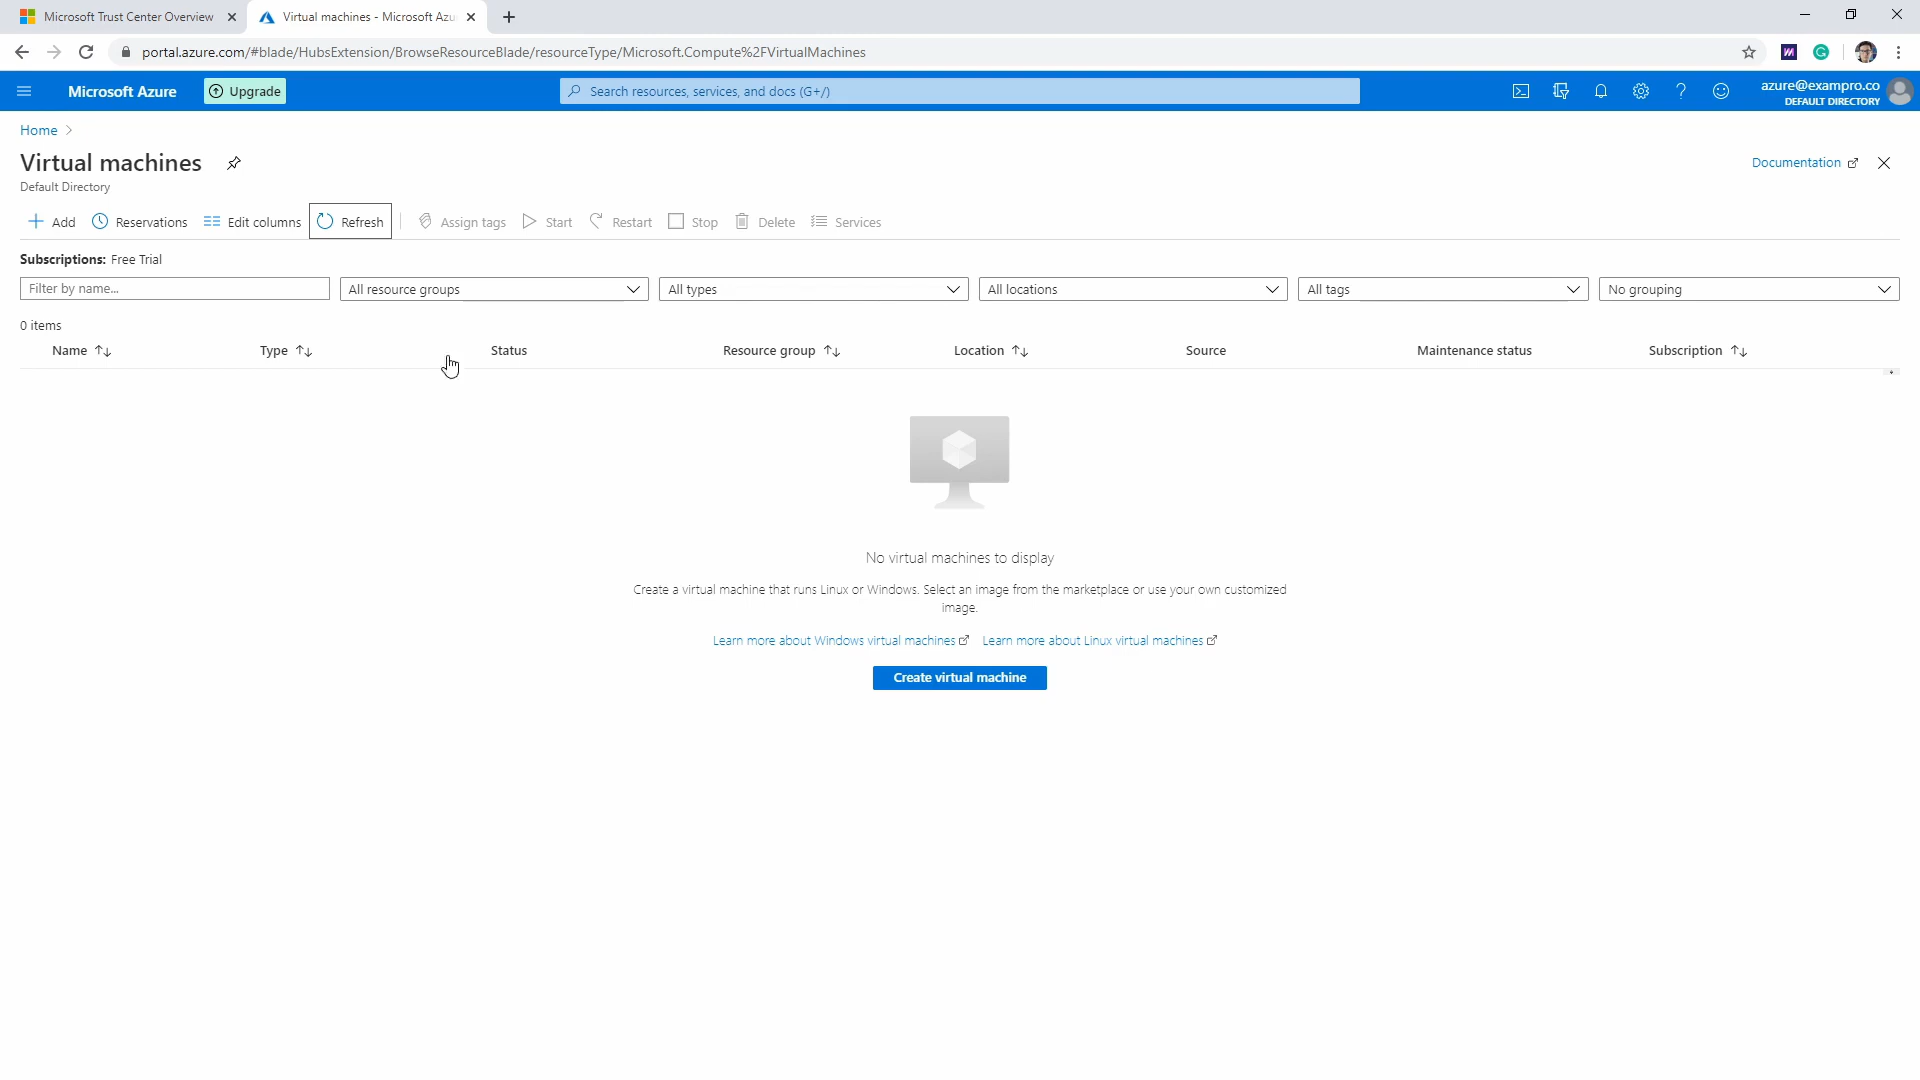 Microsoft Trust Center Overview
Virtual machines - Microsoft Azu
portal.azure.com/#blade/HubsExtension/BrowseResourceBlade/resourceType/Microsoft.Compute%2FVirtualMachines
Microsoft Azure
Upgrade
Search resources, services, and docs (G+/)
azure@exampro.co
DEFAULT DIRECTORY
Home
Virtual machines
Default Directory
Documentation
Add
Reservations
Edit columns
Refresh
Assign tags
Start
Restart
Stop
Delete
Services
Subscriptions: Free Trial
Filter by name...
All resource groups
All types
All locations
All tags
No grouping
0 items
Name
Type
Status
Resource group
Location
Source
Maintenance status
Subscription
No virtual machines to display
Create a virtual machine that runs Linux or Windows. Select an image from the marketplace or use your own customized
image.
Learn more about Windows virtual machines
Learn more about Linux virtual machines
Create virtual machine